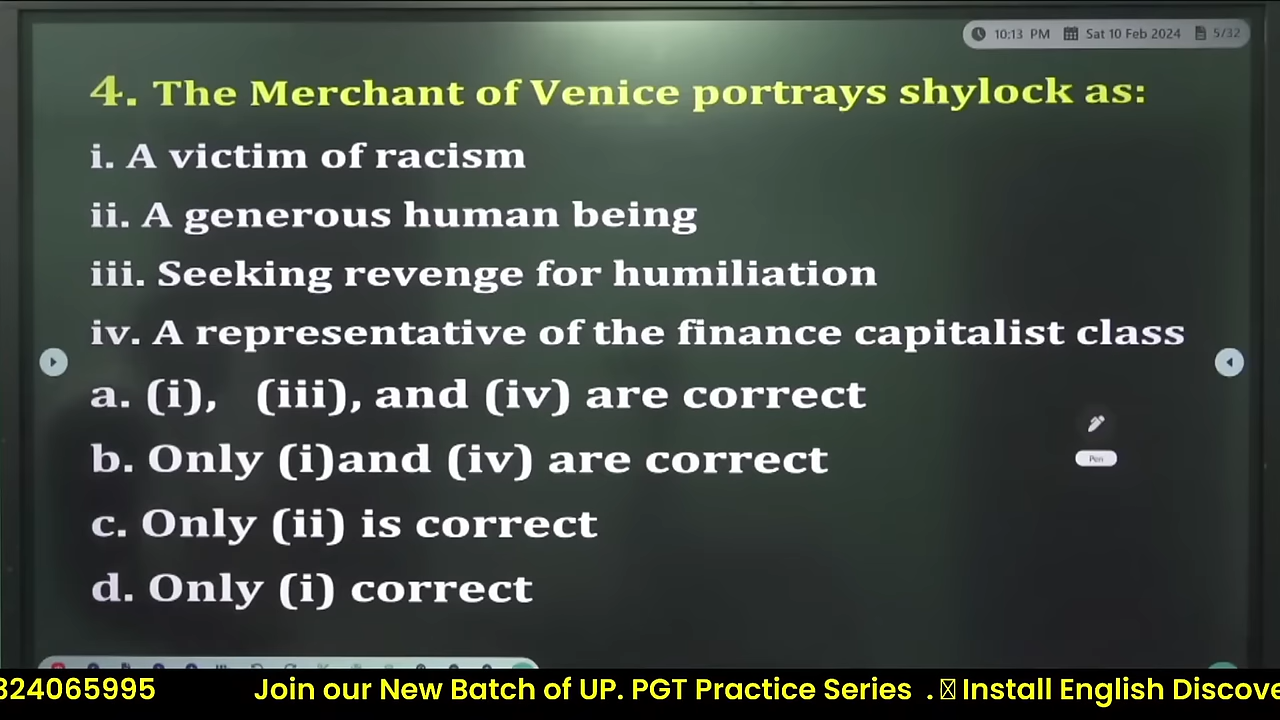 10:13 PM Sat 10 Feb 2024 5/32
4. The Merchant of Venice portrays shylock as:
i. A victim of racism
ii. A generous human being
iii. Seeking revenge for humiliation
iv. A representative of the finance capitalist class
a. (i), (iii), and (iv) are correct
b. Only (i)and (iv) are correct
Pen
c. Only (ii) is correct
d. Only (i) correct
324065995 Join our New Batch of UP. PGT Practice Series . Install English Discove